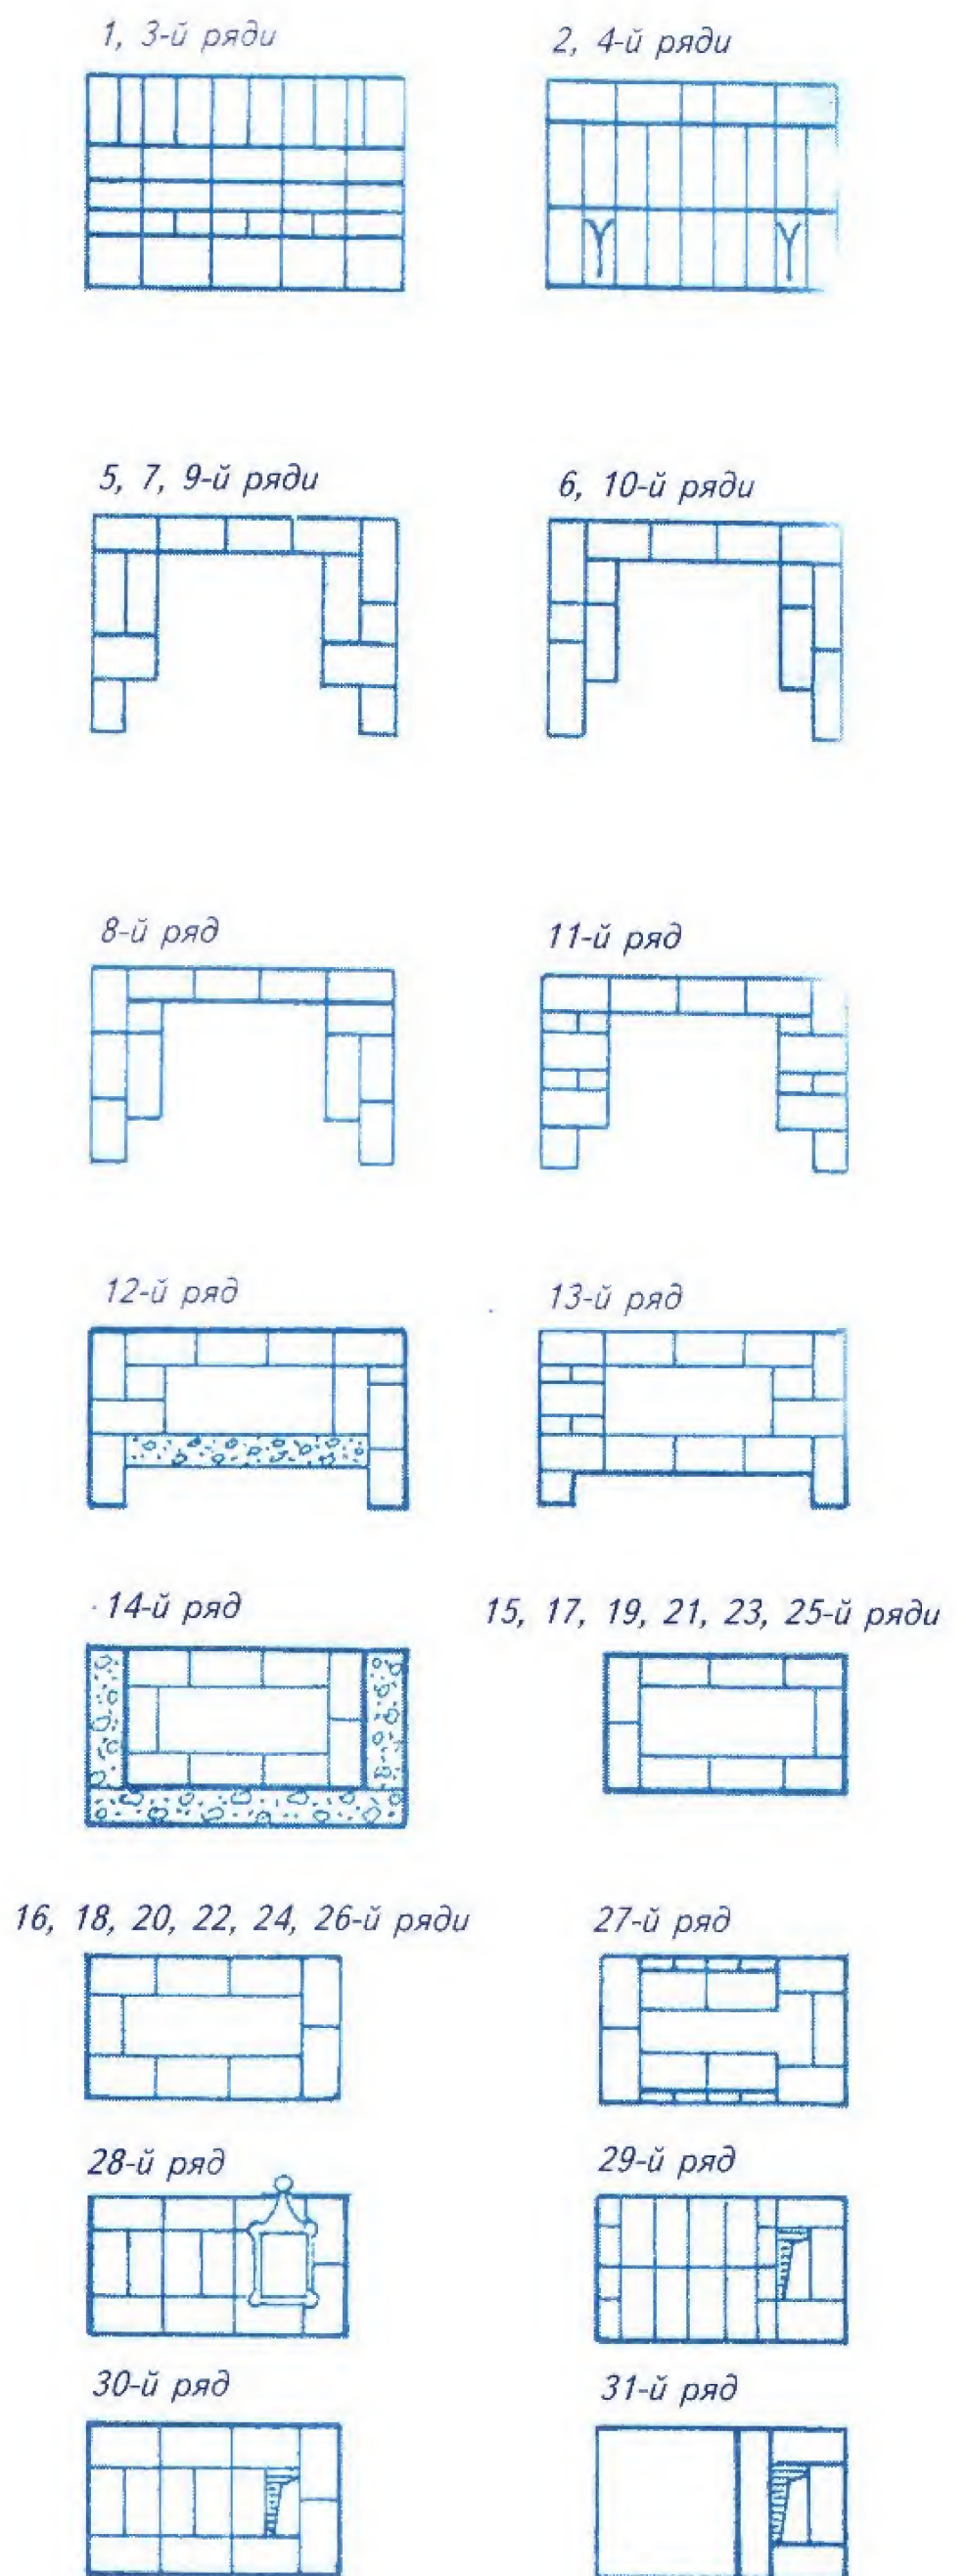 1, 3-й ряди
2, 4-й ряди
5, 7, 9-й ряди
6, 10-й ряди
8-й ряд
11-й ряд
12-й ряд
13-й ряд
14-й ряд
15, 17, 19, 21, 23, 25-й ряди
16, 18, 20, 22, 24, 26-й ряди
27-й ряд
28-й ряд
29-й ряд
30-й ряд
31-й ряд